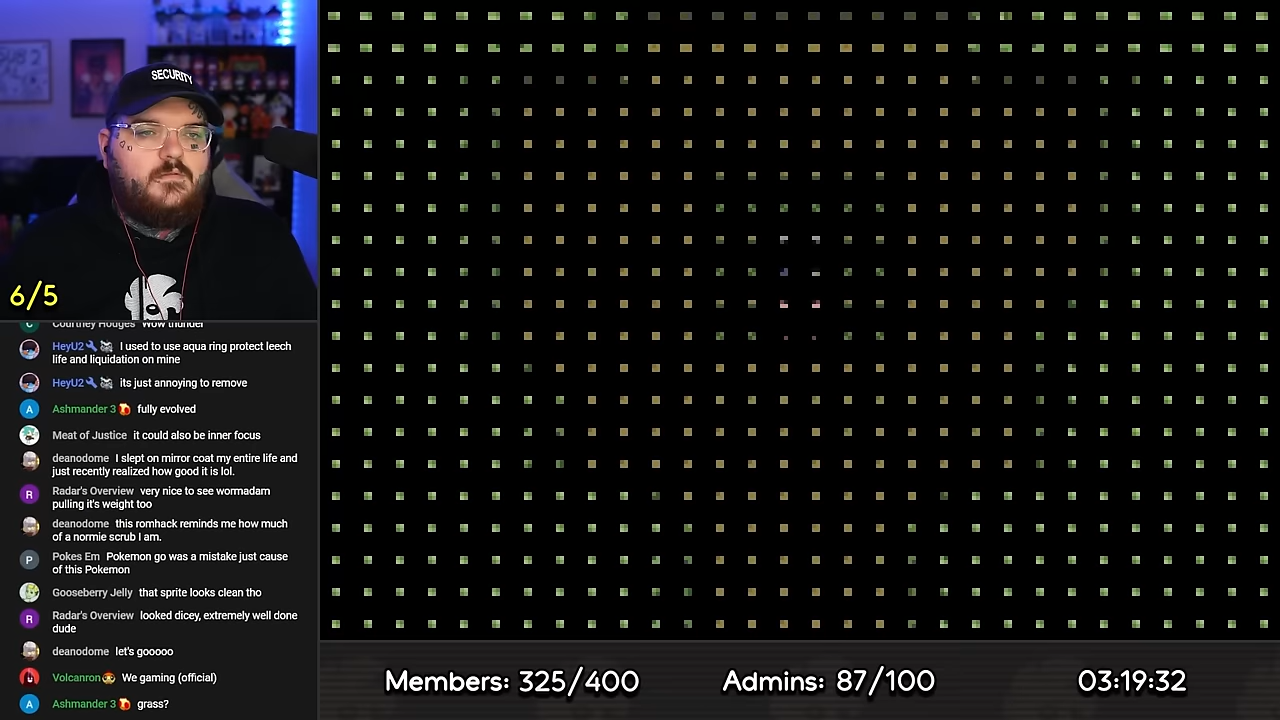 SECURITY
6/5
Courtney Hodges Wow thunder
HeyU2 I used to use aqua ring protect leech
life and liquidation on mine
HeyU2 its just annoying to remove
Ashmander 3 fully evolved
Meat of Justice it could also be inner focus
deanodome I slept on mirror coat my entire life and
just recently realized how good it is lol.
Radar's Overview very nice to see wormadam
pulling it's weight too
deanodome this romhack reminds me how much
of a normie scrub I am.
Pokes Em Pokemon go was a mistake just cause
of this Pokemon
Gooseberry Jelly that sprite looks clean tho
Radar's Overview looked dicey, extremely well done
dude
deanodome let's gooooo
Volcanron We gaming (official)
Ashmander 3 grass?
Members: 325/400 Admins: 87/100 03:19:32